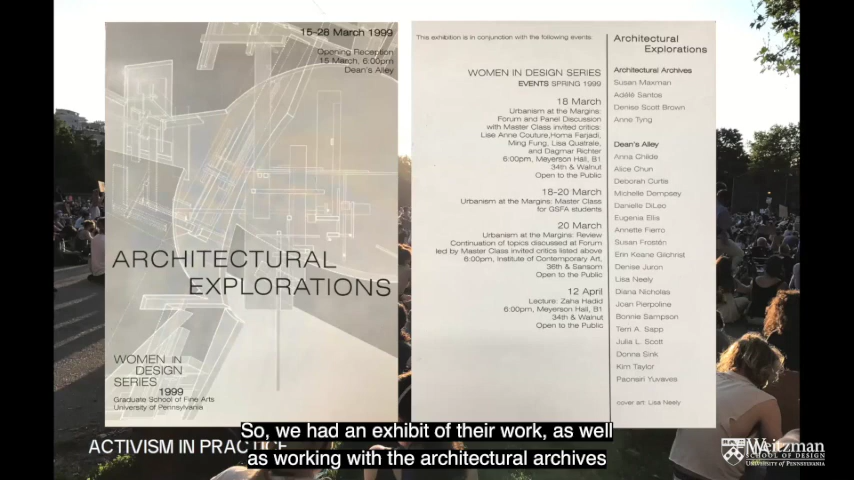 15-28 March 1999
Opening Reception
15 March, 6:00pm
Dean's Alley
ARCHITECTURAL
EXPLORATIONS
WOMEN IN
DESIGN
SERIES
1999
Graduate School of Fine Arts
University of Pennsylvania
This exhibition is in conjunction with the following events.
WOMEN IN DESIGN SERIES
EVENTS SPRING 1999
18 March
Urbanism at the Margins:
Forum and Panel Discussion
with Master Class invited critics:
Lise Anne Couture, Homa Farjadi,
Ming Fung, Lisa Quatrale,
and Dagmar Richter
6:00pm, Meyerson Hall, B1
34th & Walnut
Open to the Public
18-20 March
Urbanism at the Margins: Master Class
for GSFA students
20 March
Urbanism at the Margins: Review
Continuation of topics discussed at Forum
led by Master Class invited critics listed above
6:00pm, Institute of Contemporary Art,
36th & Sansom
Open to the Public
12 April
Lecture: Zaha Hadid
6:00pm, Meyerson Hall, B1
34th & Walnut
Open to the Public
Architectural
Explorations
Architectural Archives
Susan Maxman
Adèle Santos
Denise Scott Brown
Anne Tyng
Dean's Alley
Anna Childe
Alice Chun
Deborah Curtis
Michelle Dempsey
Danielle DiLeo
Eugenia Ellis
Annette Fierro
Susan Frostén
Erin Keane Gilchrist
Denise Juron
Lisa Neely
Diana Nicholas
Joan Pierpoline
Bonnie Sampson
Terri A. Sapp
Julia L. Scott
Donna Sink
Kim Taylor
Paonsiri Yuvaves
cover art: Lisa Neely
So, we had an exhibit of their work, as well
as working with the architectural archives
ACTIVISM IN PRACTICE
Weitzman
SCHOOL OF DESIGN
UNIVERSITY OF PENNSYLVANIA